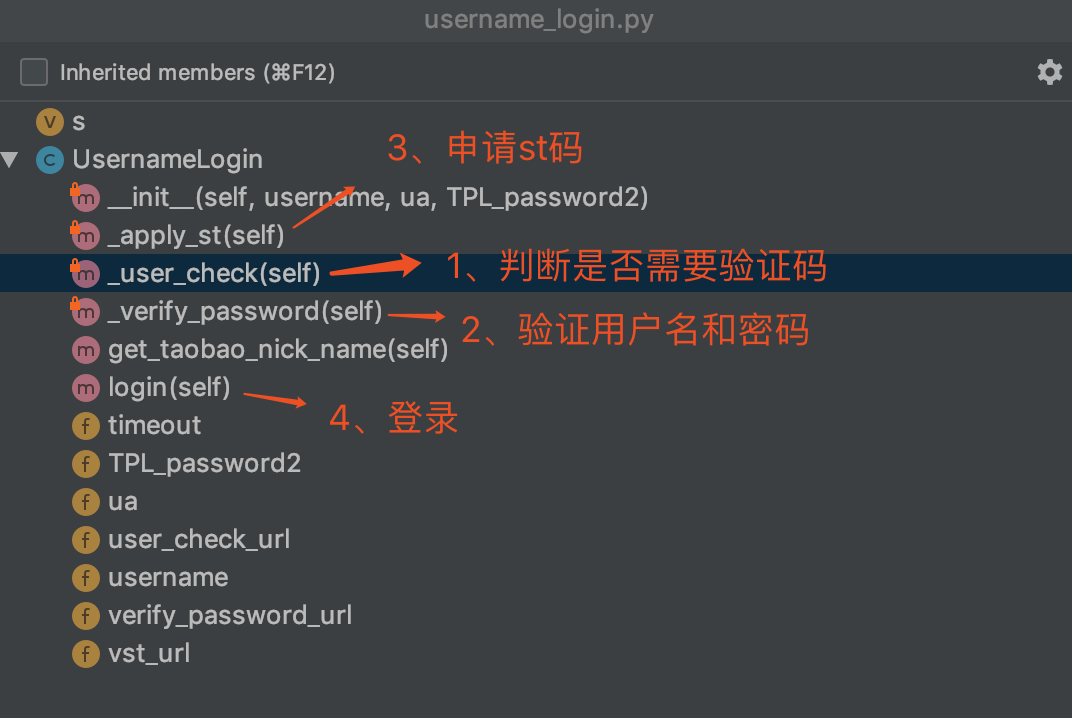 username_login.py
Inherited members (⌘F12)
s
UsernameLogin
3、申请st码
__init__(self, username, ua, TPL_password2)
_apply_st(self)
_user_check(self)
1、判断是否需要验证码
_verify_password(self)
2、验证用户名和密码
get_taobao_nick_name(self)
login(self)
4、登录
timeout
TPL_password2
ua
user_check_url
username
verify_password_url
vst_url